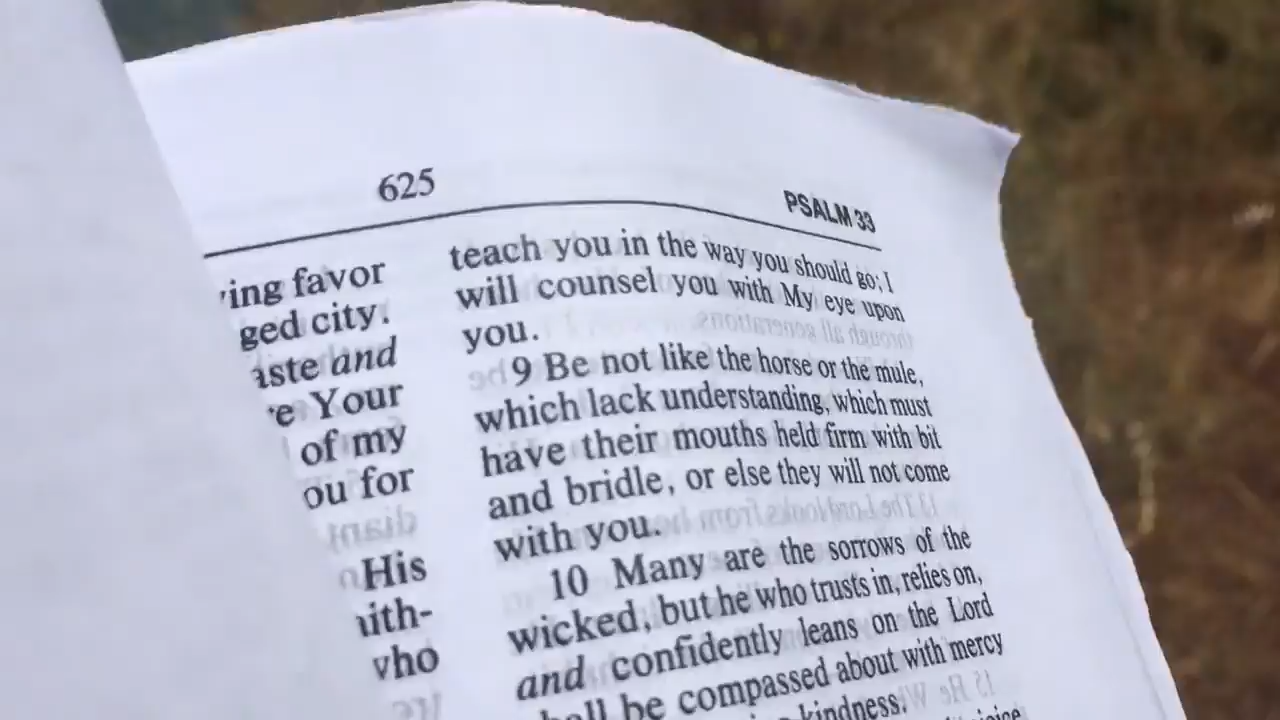 625
PSALM 33
ing favor
ged city.
and
Your
of my
ou for
His
ith-
who
teach you in the way you should go; I
will counsel you with My eye upon
you.
9 Be not like the horse or the mule,
which lack understanding, which must
have their mouths held firm with bit
and bridle, or else they will not come
with you.
10 Many are the sorrows of the
wicked, but he who trusts in, relies on,
and confidently leans on the Lord
be compassed about with mercy
kindness.